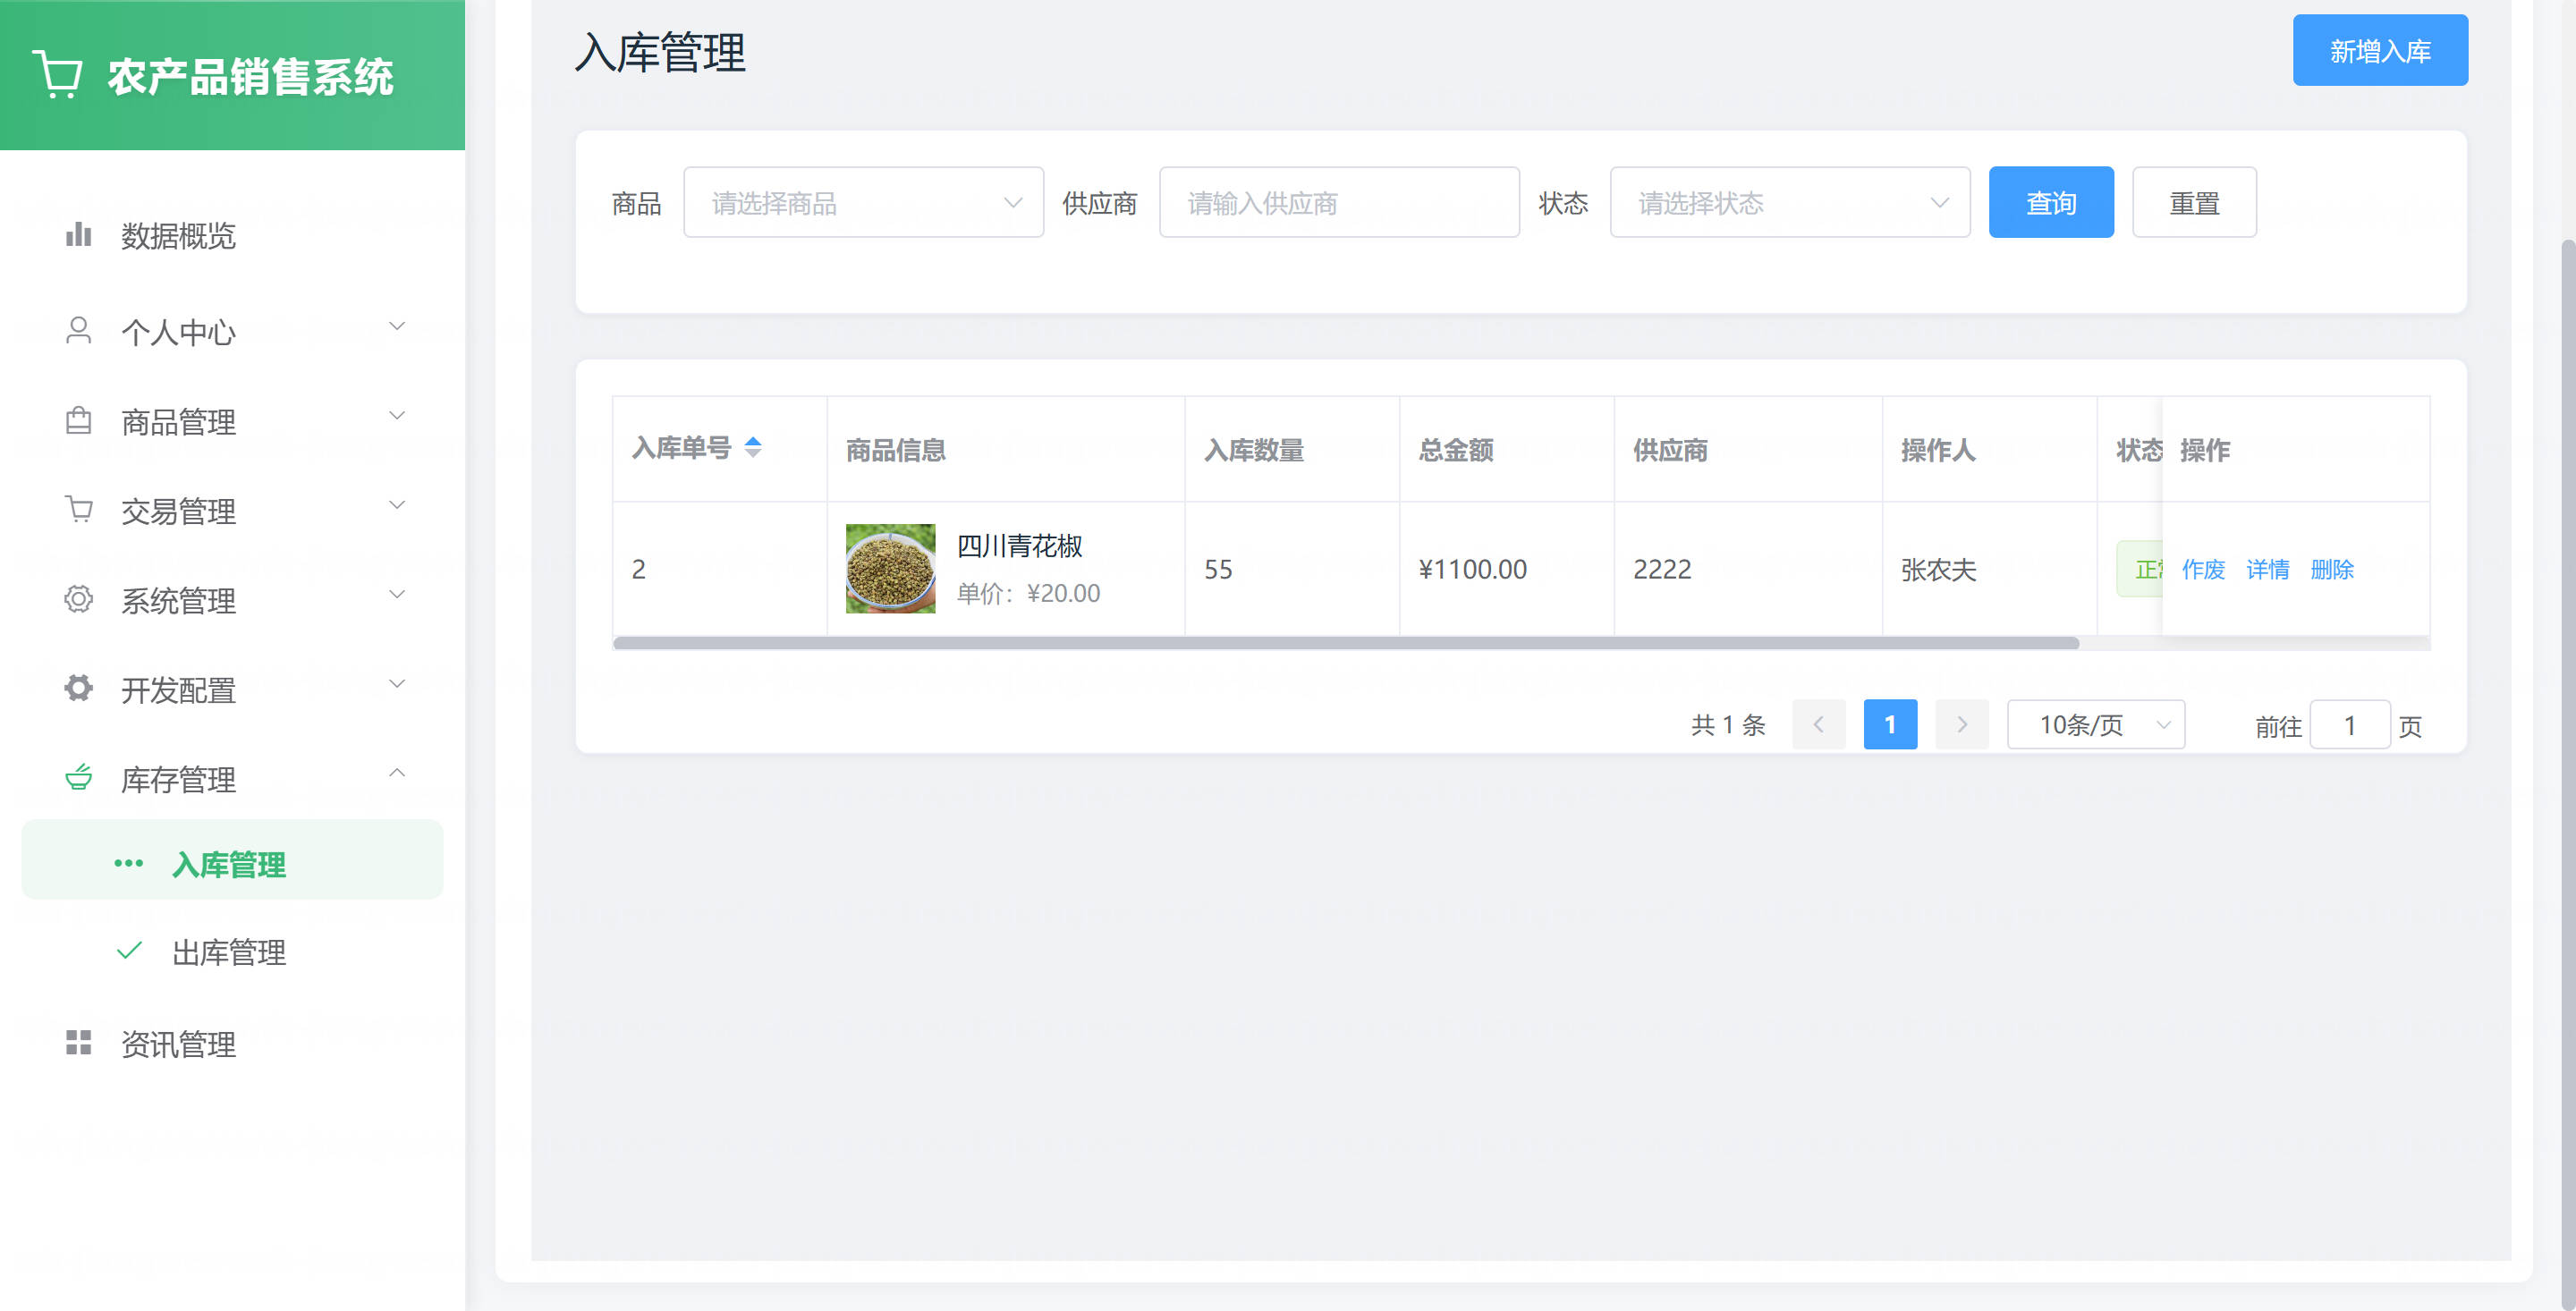 农产品销售系统
数据概览
个人中心
商品管理
交易管理
系统管理
开发配置
库存管理
入库管理
出库管理
资讯管理
入库管理
新增入库
商品 请选择商品 供应商 请输入供应商 状态 请选择状态 查询 重置
入库单号 商品信息 入库数量 总金额 供应商 操作人 状态 操作
2 四川青花椒 55 ¥1100.00 2222 张农夫 正 作废 详情 删除
单价：¥20.00
共 1 条 1 10条/页 前往 1 页